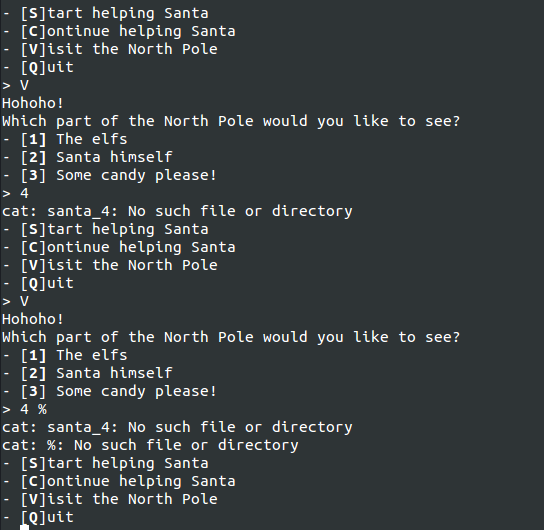 - [S]tart helping Santa
- [C]ontinue helping Santa
- [V]isit the North Pole
- [Q]uit
> V
Hohoho!
Which part of the North Pole would you like to see?
- [1] The elfs
- [2] Santa himself
- [3] Some candy please!
> 4
cat: santa_4: No such file or directory
- [S]tart helping Santa
- [C]ontinue helping Santa
- [V]isit the North Pole
- [Q]uit
> V
Hohoho!
Which part of the North Pole would you like to see?
- [1] The elfs
- [2] Santa himself
- [3] Some candy please!
> 4 %
cat: santa_4: No such file or directory
cat: %: No such file or directory
- [S]tart helping Santa
- [C]ontinue helping Santa
- [V]isit the North Pole
- [Q]uit